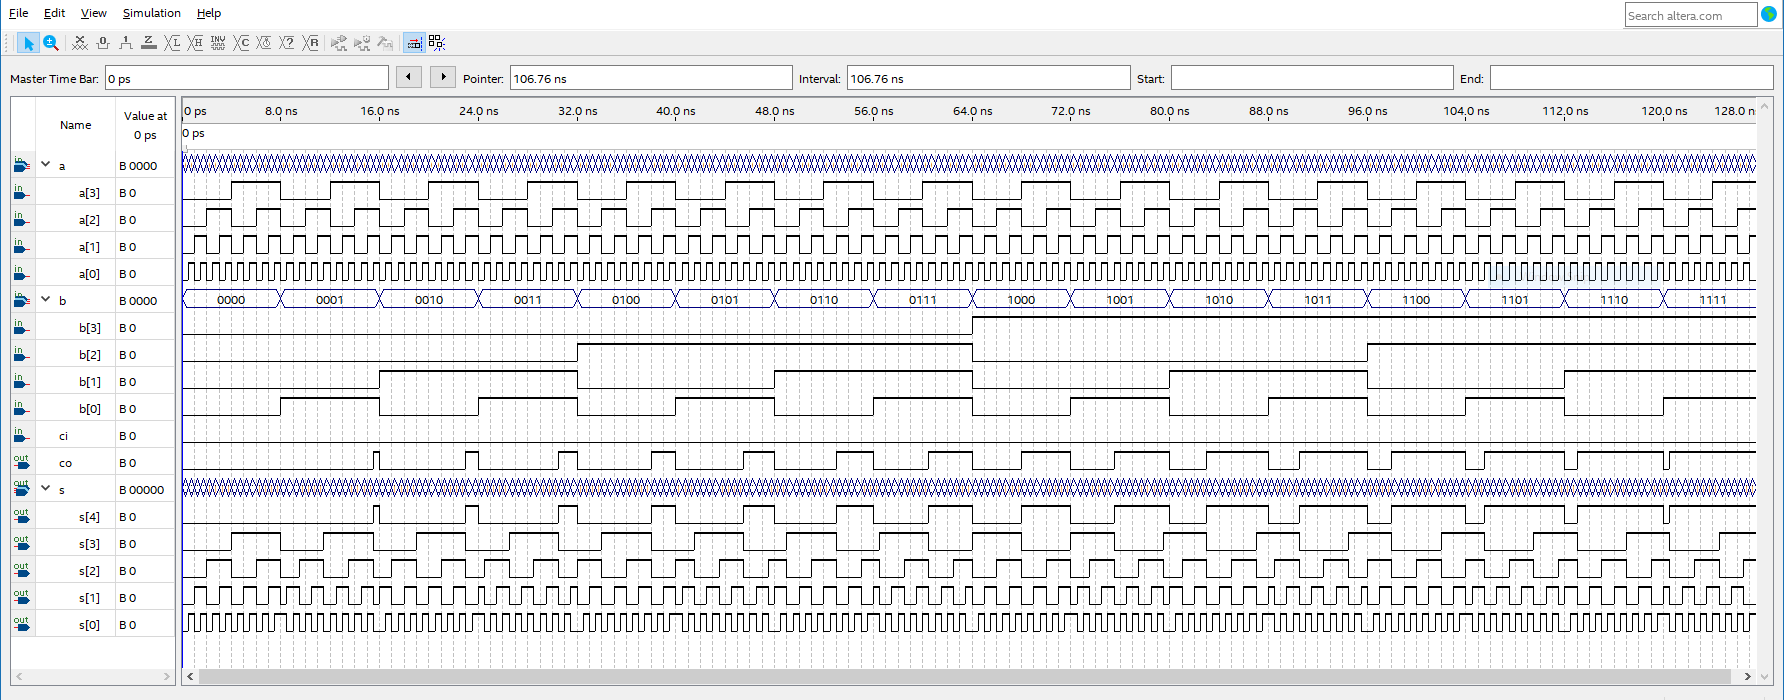 File Edit View Simulation Help
Search altera.com
Master Time Bar: 0 ps Pointer: 106.76 ns Interval: 106.76 ns Start: End:
Name Value at 0 ps
0 ps 8.0 ns 16.0 ns 24.0 ns 32.0 ns 40.0 ns 48.0 ns 56.0 ns 64.0 ns 72.0 ns 80.0 ns 88.0 ns 96.0 ns 104.0 ns 112.0 ns 120.0 ns 128.0 n
0 ps
in a B 0000
in a[3] B 0
in a[2] B 0
in a[1] B 0
in a[0] B 0
in b B 0000 0000 0001 0010 0011 0100 0101 0110 0111 1000 1001 1010 1011 1100 1101 1110 1111
in b[3] B 0
in b[2] B 0
in b[1] B 0
in b[0] B 0
in ci B 0
out co B 0
out s B 00000
out s[4] B 0
out s[3] B 0
out s[2] B 0
out s[1] B 0
out s[0] B 0